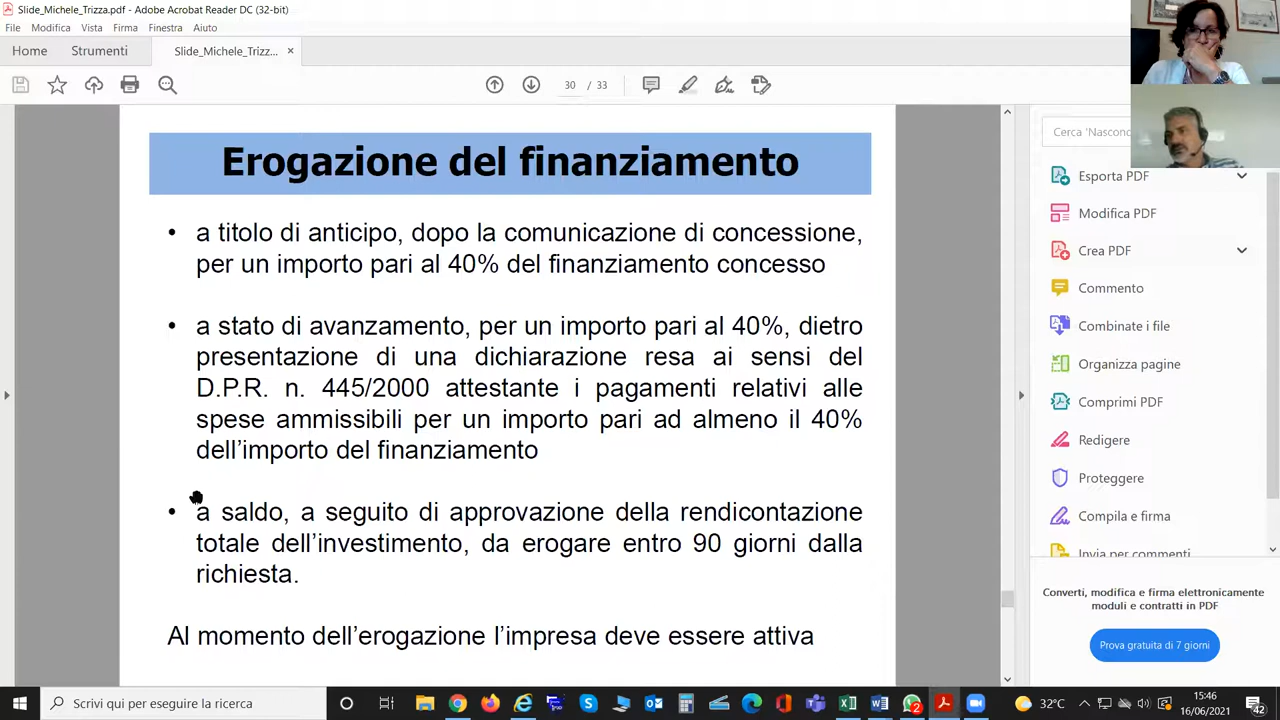 Slide_Michele_Trizza.pdf - Adobe Acrobat Reader DC (32-bit)
File Modifica Vista Firma Finestra Aiuto
Home Strumenti Slide_Michele_Trizz... ×
30 / 33
Erogazione del finanziamento
• a titolo di anticipo, dopo la comunicazione di concessione,
per un importo pari al 40% del finanziamento concesso
• a stato di avanzamento, per un importo pari al 40%, dietro
presentazione di una dichiarazione resa ai sensi del
D.P.R. n. 445/2000 attestante i pagamenti relativi alle
spese ammissibili per un importo pari ad almeno il 40%
dell’importo del finanziamento
• a saldo, a seguito di approvazione della rendicontazione
totale dell’investimento, da erogare entro 90 giorni dalla
richiesta.
Al momento dell’erogazione l’impresa deve essere attiva
Cerca 'Nascond
Esporta PDF
Modifica PDF
Crea PDF
Commento
Combinate i file
Organizza pagine
Comprimi PDF
Redigere
Proteggere
Compila e firma
Invia per commenti
Converti, modifica e firma elettronicamente
moduli e contratti in PDF
Prova gratuita di 7 giorni
Scrivi qui per eseguire la ricerca
2
32°C
15:46
16/06/2021
42